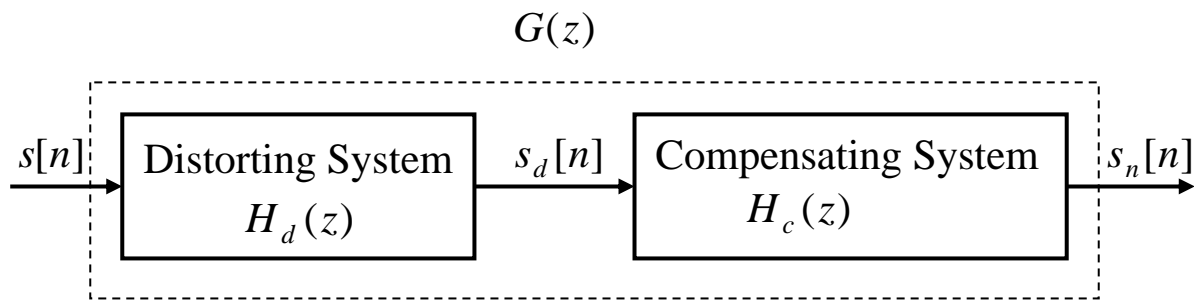 G(z)
s[n]
Distorting System
H_d(z)
s_d[n]
Compensating System
H_c(z)
s_n[n]